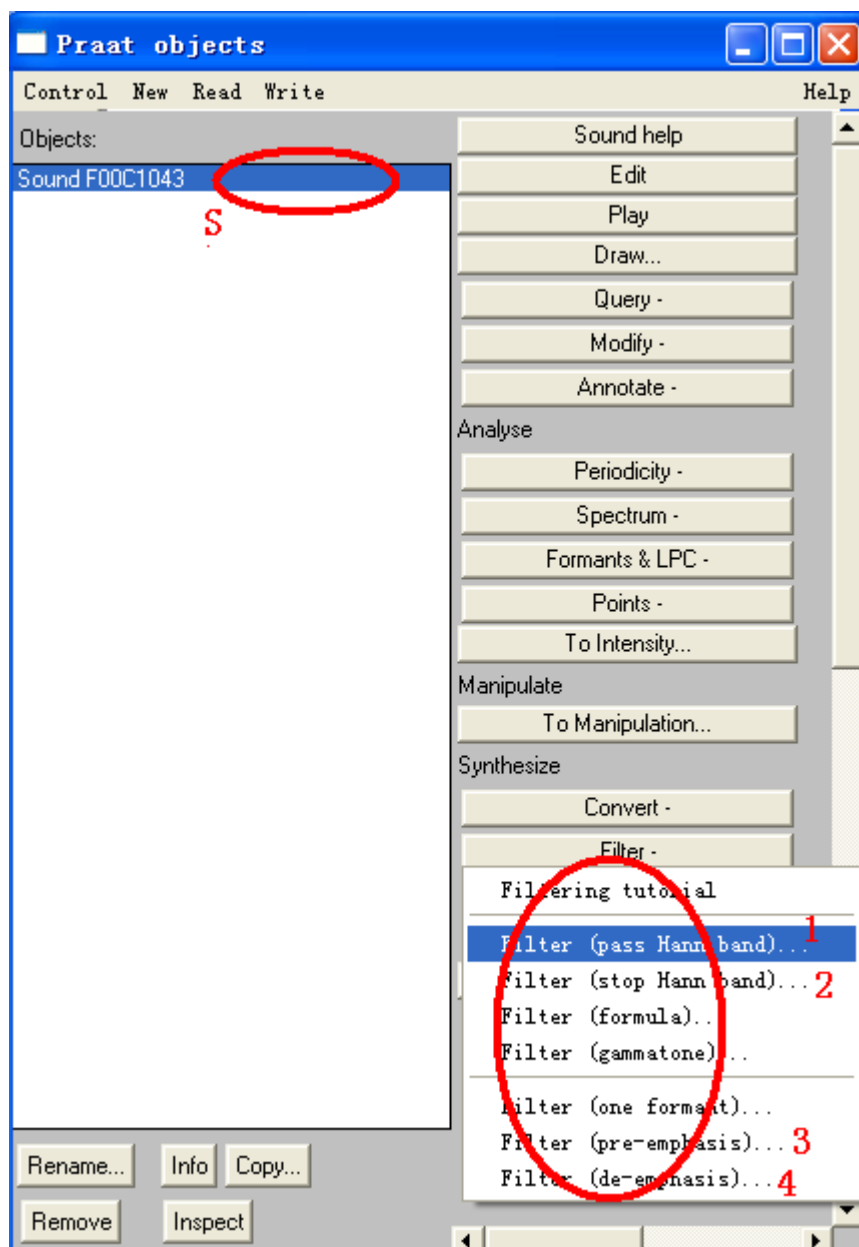 Praat objects
Control New Read Write Help
Objects:
Sound F00C1043
S
Sound help
Edit
Play
Draw...
Query -
Modify -
Annotate -
Analyse
Periodicity -
Spectrum -
Formants & LPC -
Points -
To Intensity...
Manipulate
To Manipulation...
Synthesize
Convert -
Filter -
Filtering tutorial
Filter (pass Hann band)... 1
Filter (stop Hann band)... 2
Filter (formula)...
Filter (gammatone)...
Filter (one formant)...
Filter (pre-emphasis)... 3
Filter (de-emphasis)... 4
Rename... Info Copy...
Remove Inspect